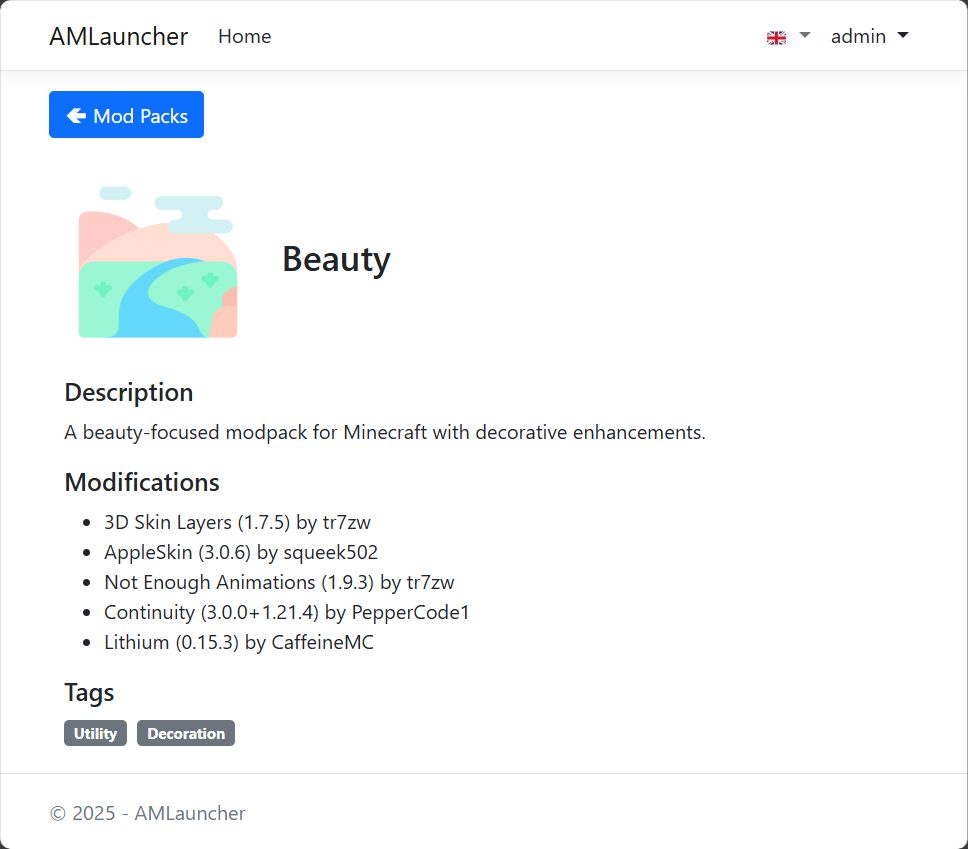 AMLauncher Home admin
Mod Packs
Beauty
Description
A beauty-focused modpack for Minecraft with decorative enhancements.
Modifications
• 3D Skin Layers (1.7.5) by tr7zw
• AppleSkin (3.0.6) by squeek502
• Not Enough Animations (1.9.3) by tr7zw
• Continuity (3.0.0+1.21.4) by PepperCode1
• Lithium (0.15.3) by CaffeineMC
Tags
Utility Decoration
© 2025 - AMLauncher